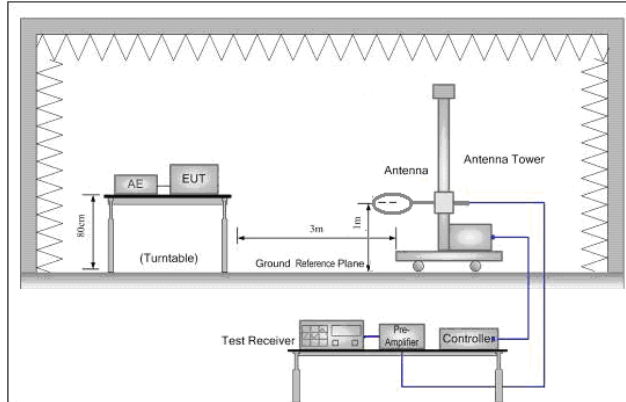 Antenna
Antenna Tower
AE
EUT
80cm
(Turntable)
3m
1m
Ground Reference Plane
Test Receiver
Pre-
Amplifier
Controller